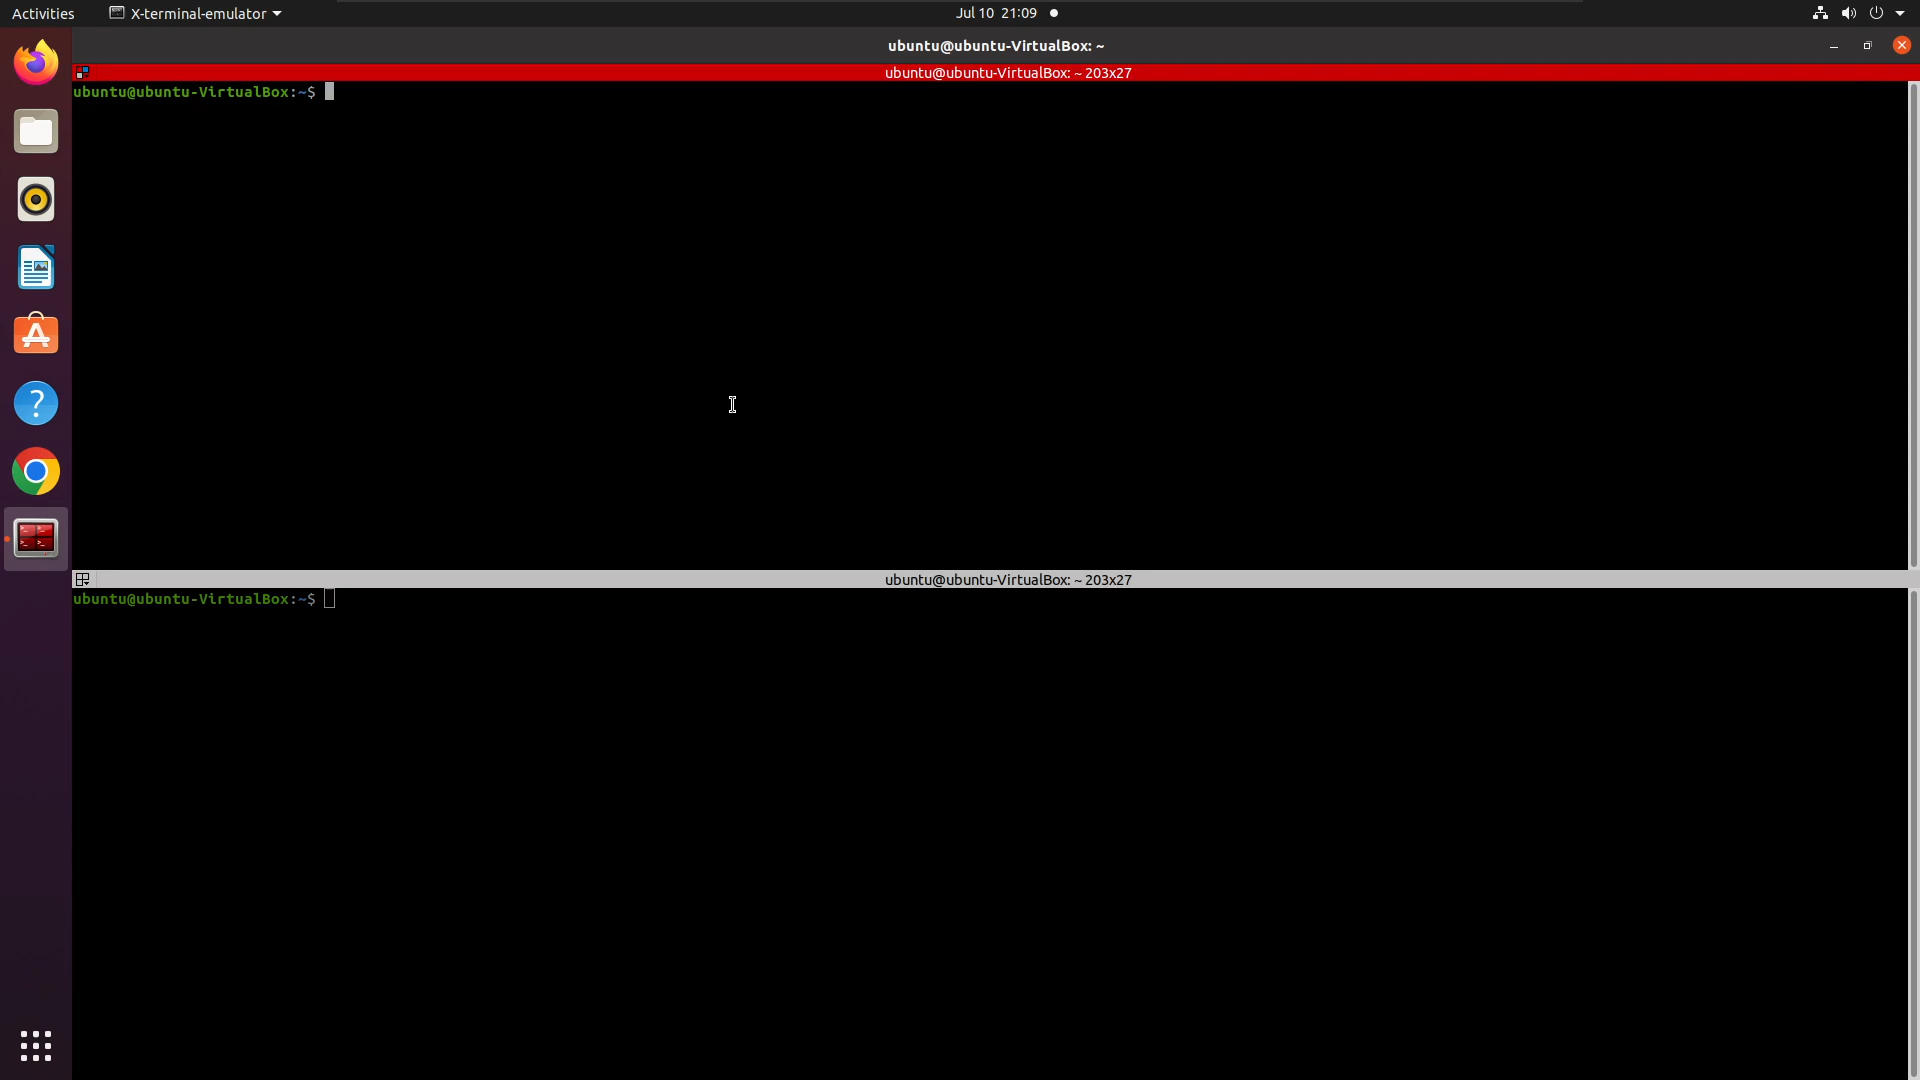 Activities X-terminal-emulator Jul 10 21:09
ubuntu@ubuntu-VirtualBox: ~
ubuntu@ubuntu-VirtualBox: ~ 203x27
ubuntu@ubuntu-VirtualBox:~$
ubuntu@ubuntu-VirtualBox: ~ 203x27
ubuntu@ubuntu-VirtualBox:~$